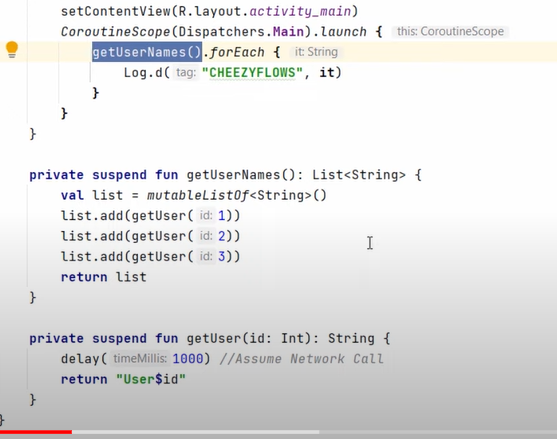 setContentView(R.layout.activity_main)
CoroutineScope(Dispatchers.Main).launch { this: CoroutineScope
getUserNames().forEach { it: String
Log.d( tag: "CHEEZYFLOWS", it)
}
}
}
private suspend fun getUserNames(): List<String> {
val list = mutableListOf<String>()
list.add(getUser( id: 1))
list.add(getUser( id: 2))
list.add(getUser( id: 3))
return list
}
private suspend fun getUser(id: Int): String {
delay( timeMillis: 1000) //Assume Network Call
return "User$id"
}
}